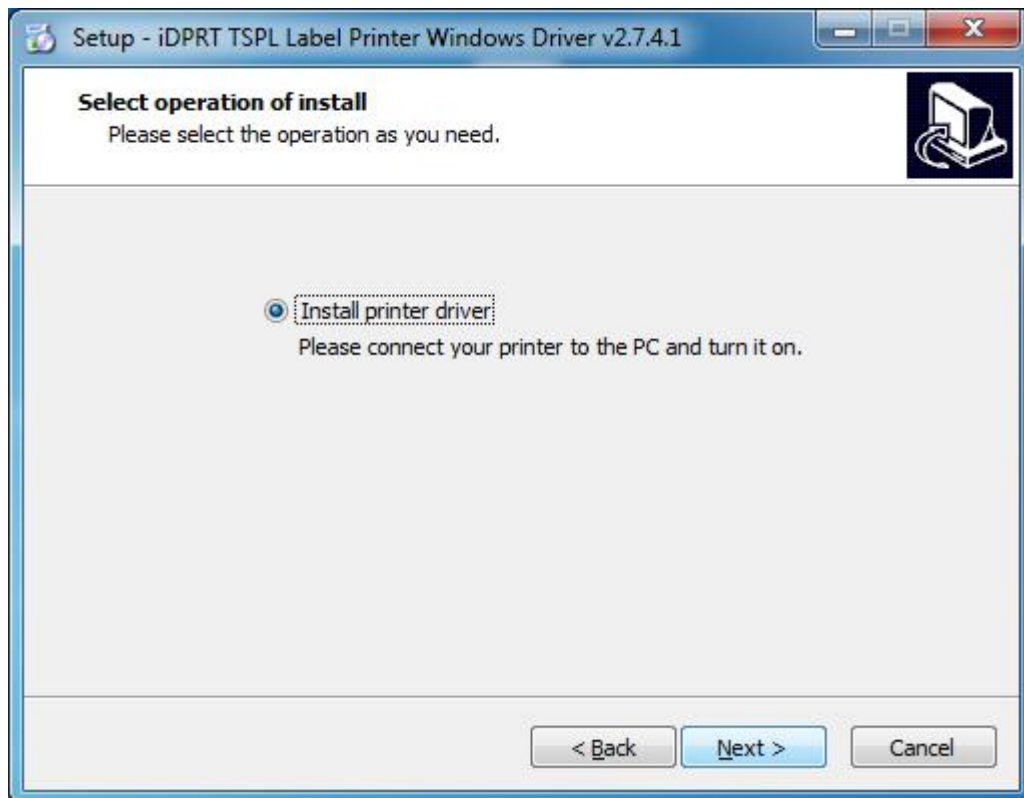 Setup - iDPRT TSPL Label Printer Windows Driver v2.7.4.1
Select operation of install
Please select the operation as you need.
Install printer driver
Please connect your printer to the PC and turn it on.
< Back Next > Cancel